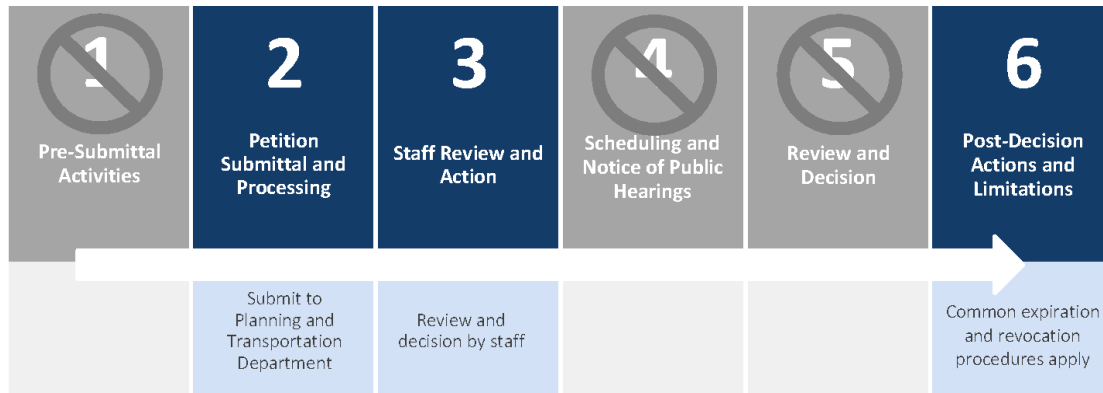 1
Pre-Submittal
Activities
2
Petition
Submittal and
Processing
Submit to
Planning and
Transportation
Department
3
Staff Review and
Action
Review and
decision by staff
4
Scheduling and
Notice of Public
Hearings
5
Review and
Decision
6
Post-Decision
Actions and
Limitations
Common expiration
and revocation
procedures apply